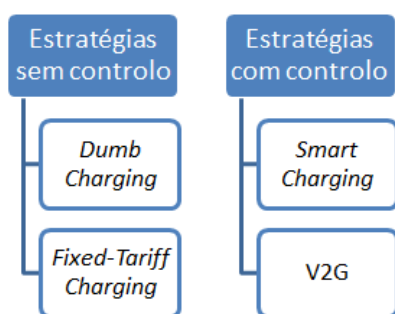 Estratégias
sem controlo
Dumb
Charging
Fixed-Tariff
Charging
Estratégias
com controlo
Smart
Charging
V2G